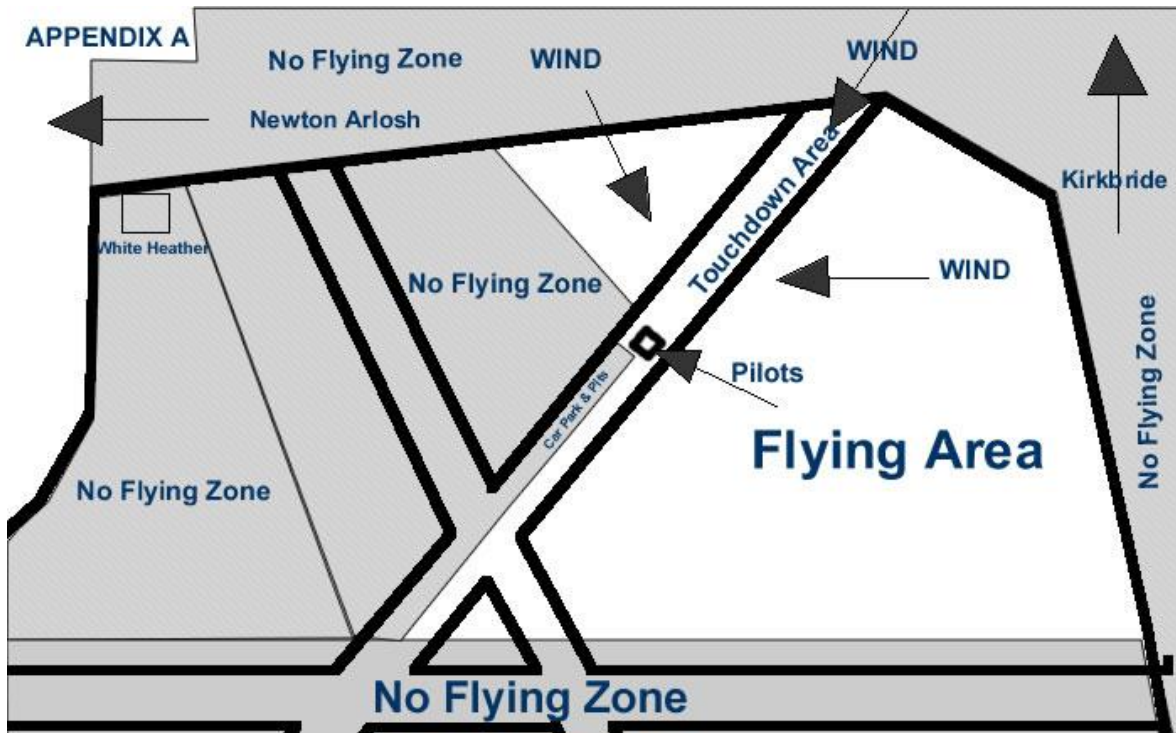 APPENDIX A
No Flying Zone
WIND
WIND
Newton Arlosh
Kirkbride
White Heather
Touchdown Area
No Flying Zone
WIND
Pilots
Car Park & Pits
Flying Area
No Flying Zone
No Flying Zone
No Flying Zone